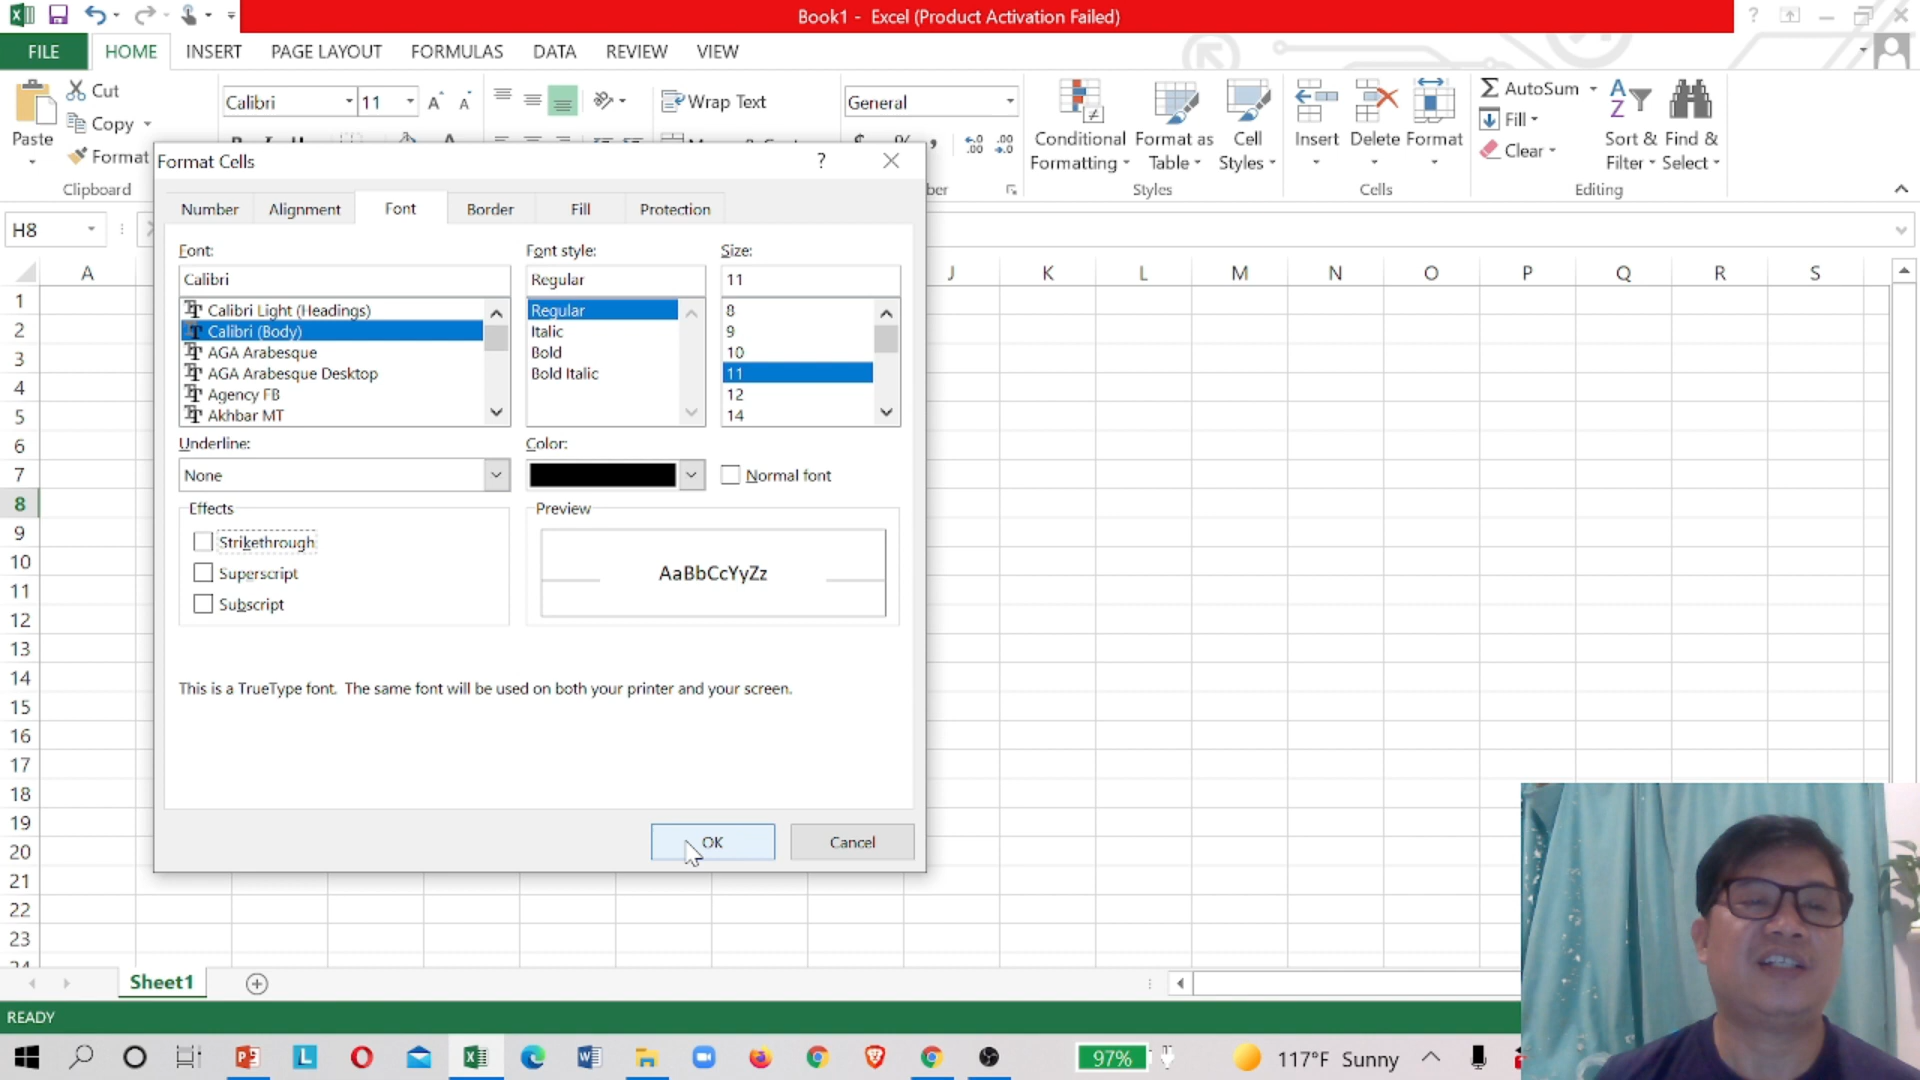 Book1 - Excel (Product Activation Failed)
?
FILE HOME INSERT PAGE LAYOUT FORMULAS DATA REVIEW VIEW
Cut
Copy
Paste
Format
Clipboard
Calibri 11
Wrap Text
General
Conditional Formatting
Format as Table
Cell Styles
Styles
Insert Delete Format
Cells
AutoSum
Fill
Clear
Sort & Filter
Find & Select
Editing
H8
Format Cells ?
Number Alignment Font Border Fill Protection
Font: Font style: Size:
Calibri Regular 11
Calibri Light (Headings) Regular 8
Calibri (Body) Italic 9
AGA Arabesque Bold 10
AGA Arabesque Desktop Bold Italic 11
Agency FB 12
Akhbar MT 14
Underline: Color:
None Normal font
Effects Preview
Strikethrough
Superscript AaBbCcYyZz
Subscript
This is a TrueType font. The same font will be used on both your printer and your screen.
OK Cancel
A J K L M N O P Q R S
1
2
3
4
5
6
7
8
9
10
11
12
13
14
15
16
17
18
19
20
21
22
23
Sheet1
READY
97% 117°F Sunny